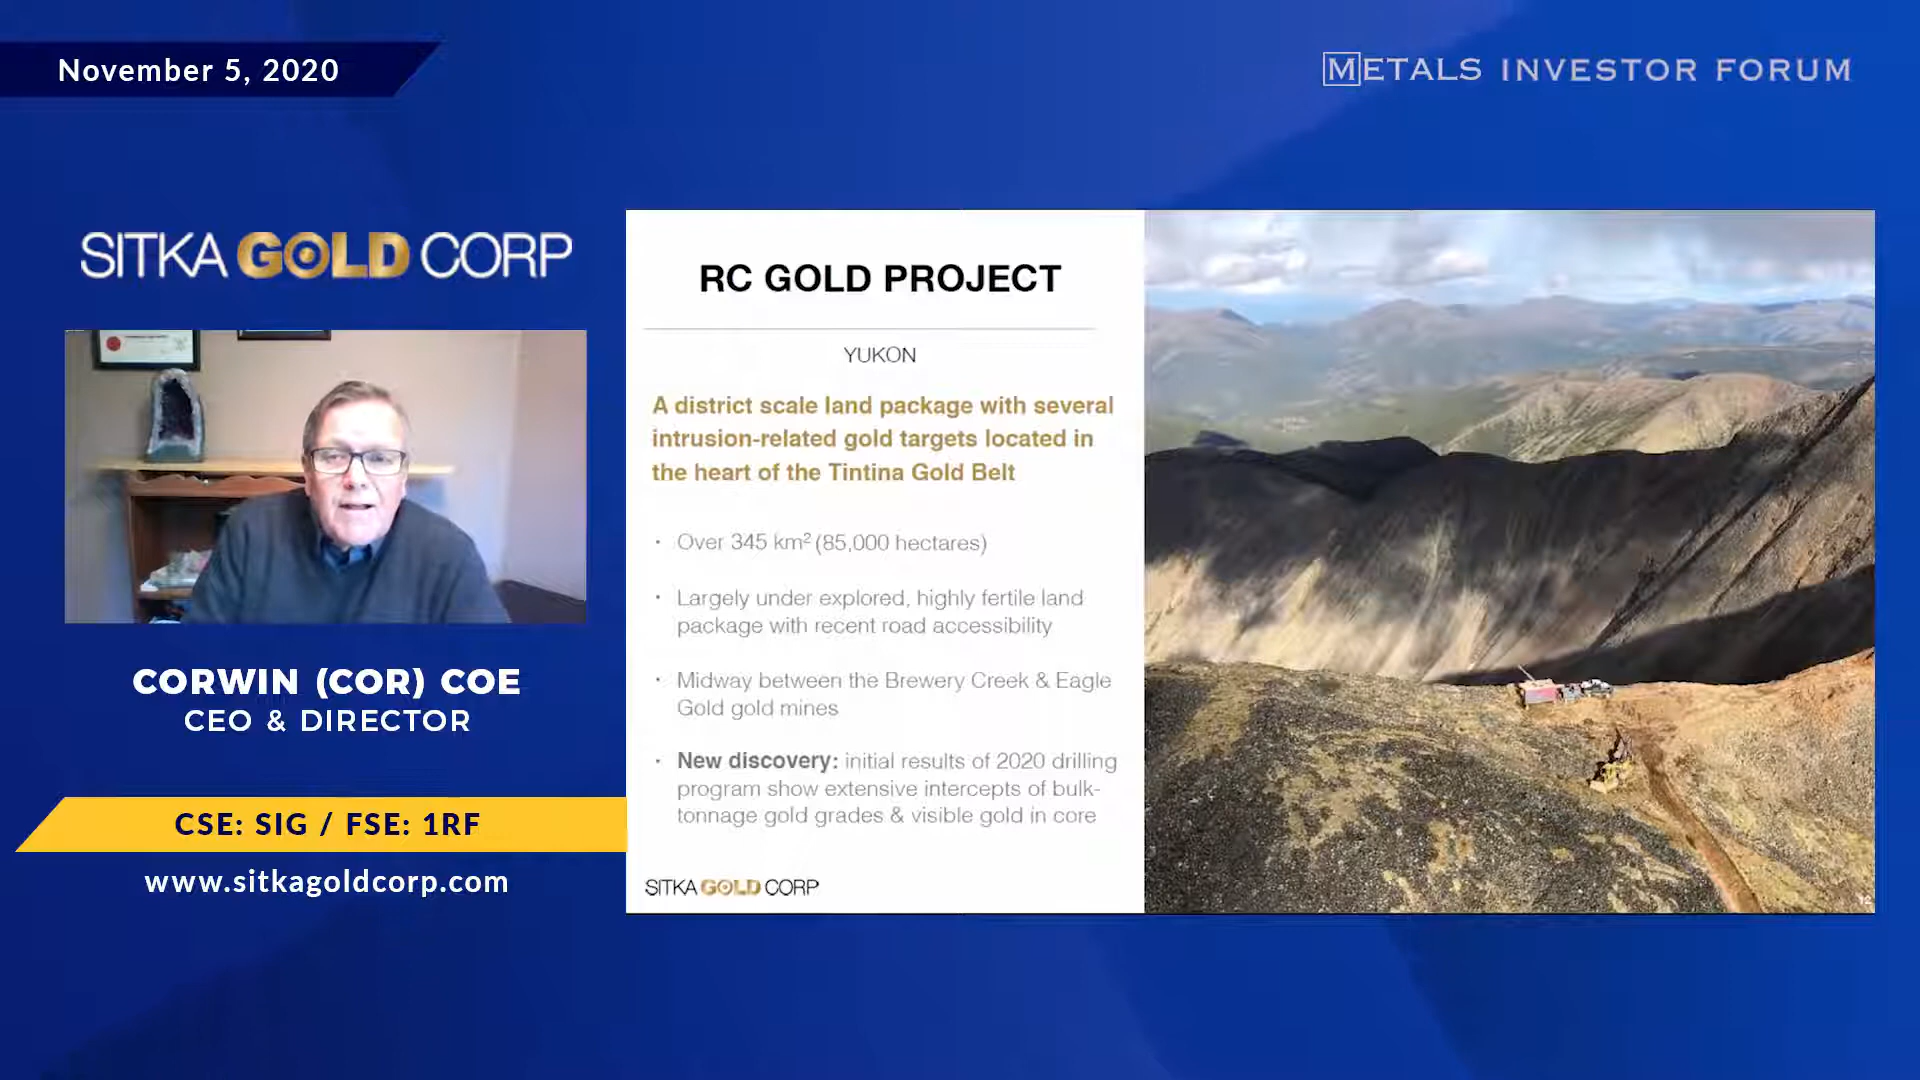 November 5, 2020
METALS INVESTOR FORUM
SITKA GOLD CORP
CORWIN (COR) COE
CEO & DIRECTOR
CSE: SIG / FSE: 1RF
www.sitkagoldcorp.com
RC GOLD PROJECT
YUKON
A district scale land package with several
intrusion-related gold targets located in
the heart of the Tintina Gold Belt
· Over 345 km² (85,000 hectares)
· Largely under explored, highly fertile land
package with recent road accessibility
· Midway between the Brewery Creek & Eagle
Gold gold mines
· New discovery: initial results of 2020 drilling
program show extensive intercepts of bulk-
tonnage gold grades & visible gold in core
SITKA GOLD CORP